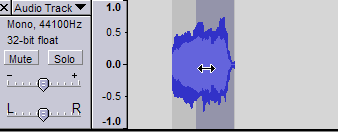 × Audio Track ▼
Mono, 44100Hz
32-bit float
Mute Solo
- +
L R
1.0
0.5
0.0
-0.5
-1.0